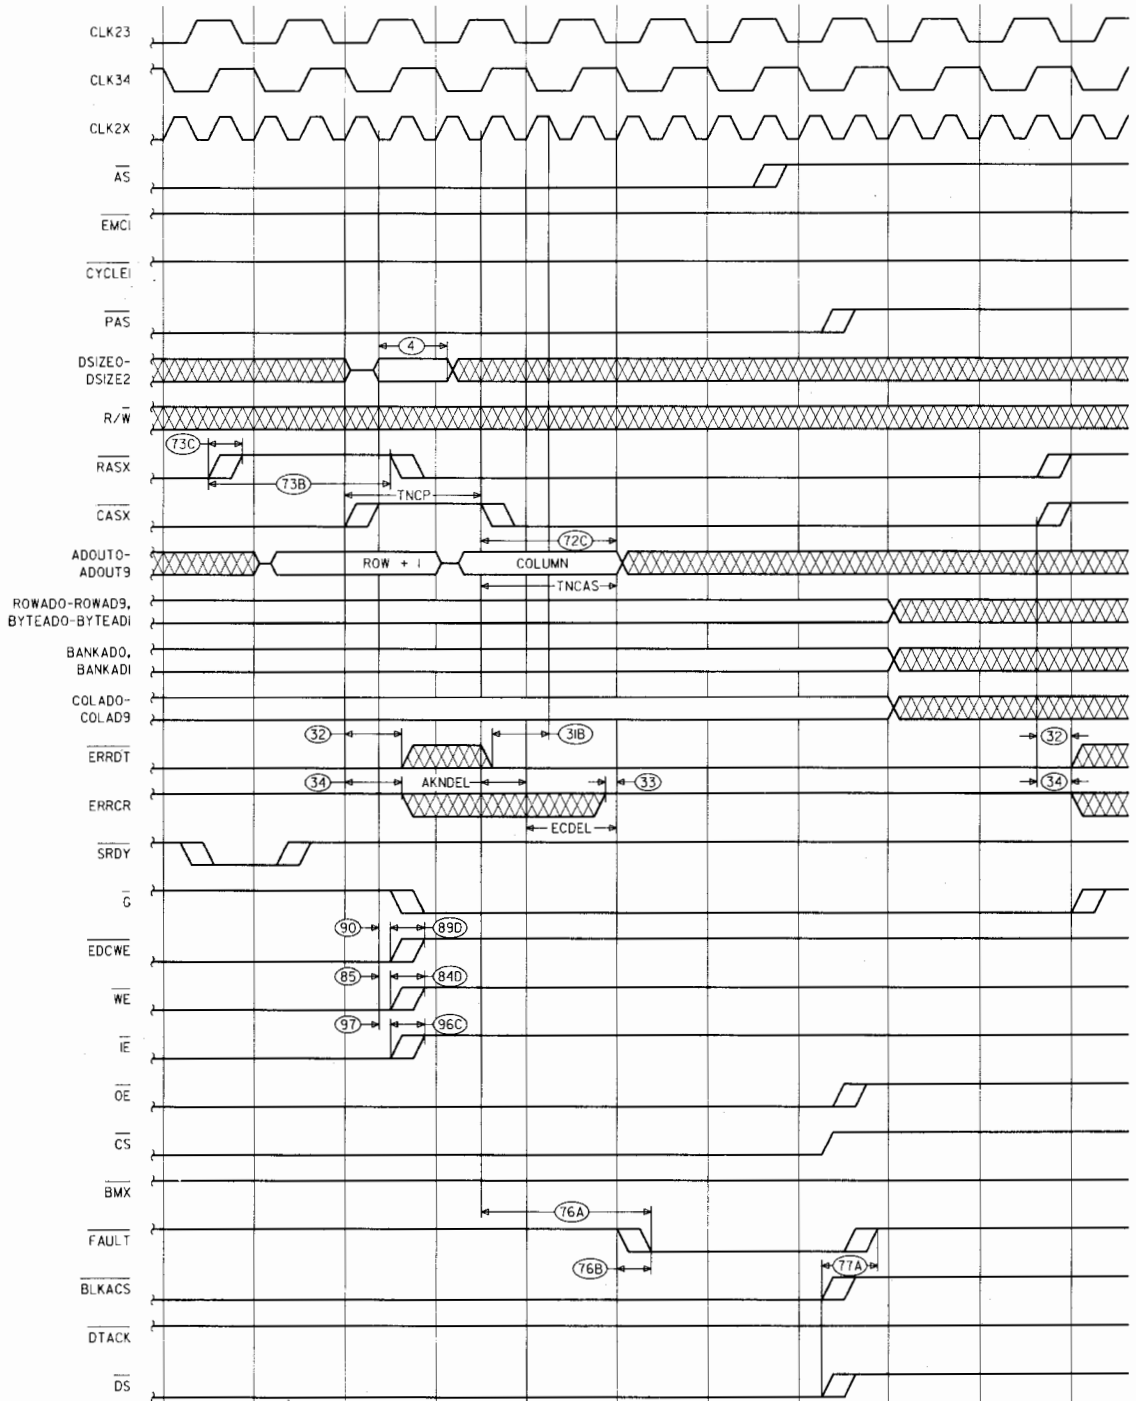 CLK23
CLK34
CLK2X
AS
EMCI
CYCLEI
PAS
4
DSIZE0-
DSIZE2
R/W
73C
RASX
73B
TNCP
CASX
72C
ADOUT0-
ADOUT9
ROW + 1
COLUMN
TNCAS
ROWAD0-ROWAD9,
BYTEAD0-BYTEAD1
BANKAD0,
BANKAD1
COLAD0-
COLAD9
32
31B
32
ERRDT
34
AKNDEL
33
34
ERRCR
ECDEL
SRDY
G
90
89D
EDCWE
85
84D
WE
97
96C
IE
OE
CS
BMX
76A
FAULT
76B
77A
BLKACS
DTACK
DS